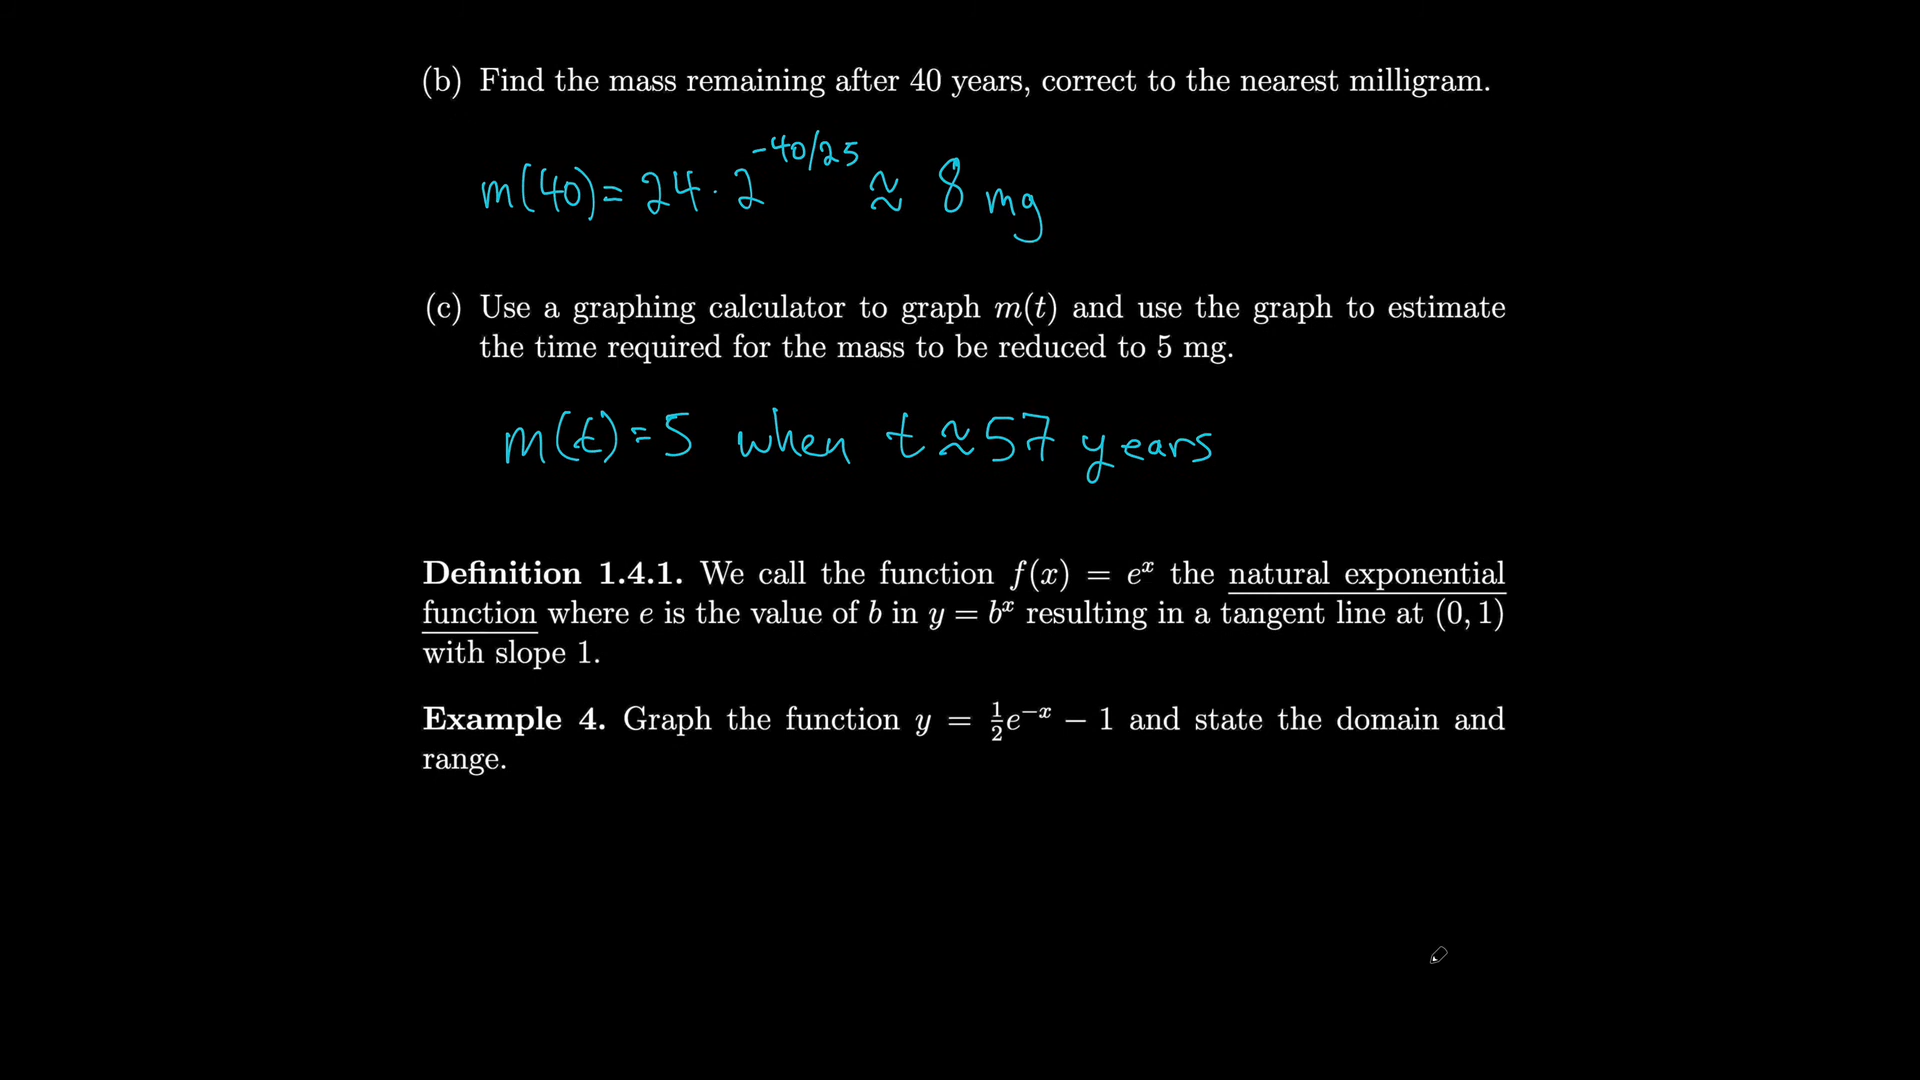 (b) Find the mass remaining after 40 years, correct to the nearest milligram.
m(40) = 24 · 2^{-40/25} ≈ 8 mg
(c) Use a graphing calculator to graph m(t) and use the graph to estimate
the time required for the mass to be reduced to 5 mg.
m(t) = 5 when t ≈ 57 years
Definition 1.4.1. We call the function f(x) = e^x the natural exponential
function where e is the value of b in y = b^x resulting in a tangent line at (0, 1)
with slope 1.
Example 4. Graph the function y = \frac{1}{2}e^{-x} − 1 and state the domain and
range.